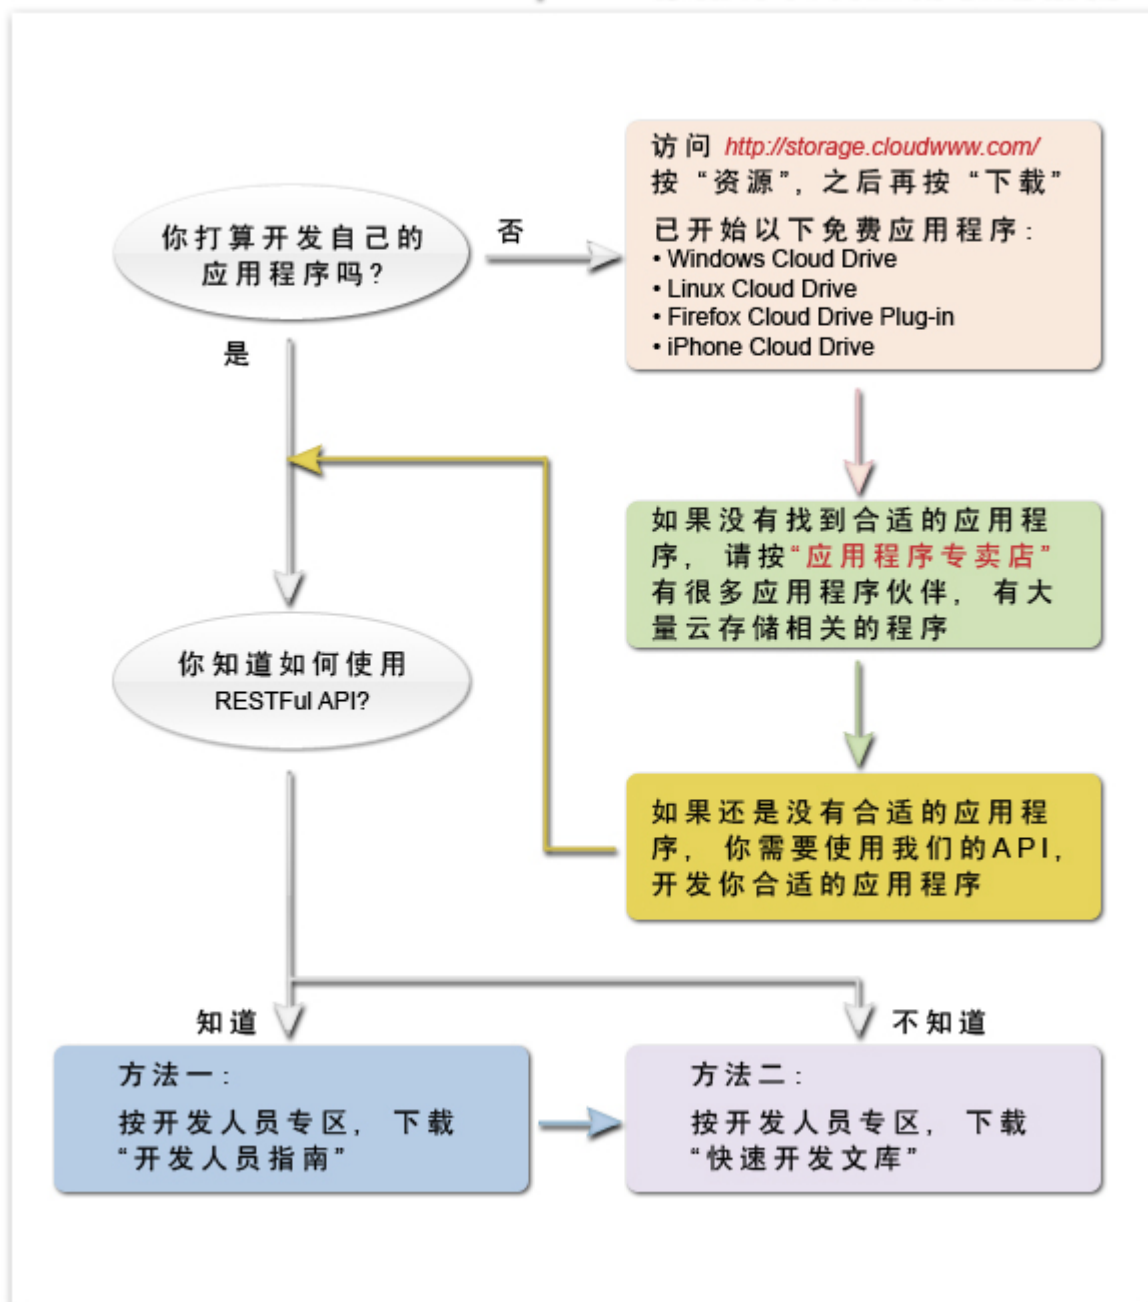 你打算开发自己的
应用程序吗?
否
是
访问 http://storage.cloudwww.com/
按“资源”，之后再按“下载”
已开始以下免费应用程序：
• Windows Cloud Drive
• Linux Cloud Drive
• Firefox Cloud Drive Plug-in
• iPhone Cloud Drive
如果没有找到合适的应用程
序，请按“应用程序专卖店”
有很多应用程序伙伴，有大
量云存储相关的程序
你知道如何使用
RESTFul API?
如果还是没有合适的应用程
序，你需要使用我们的API，
开发你合适的应用程序
知道
不知道
方法一：
按开发人员专区，下载
“开发人员指南”
方法二：
按开发人员专区，下载
“快速开发文库”